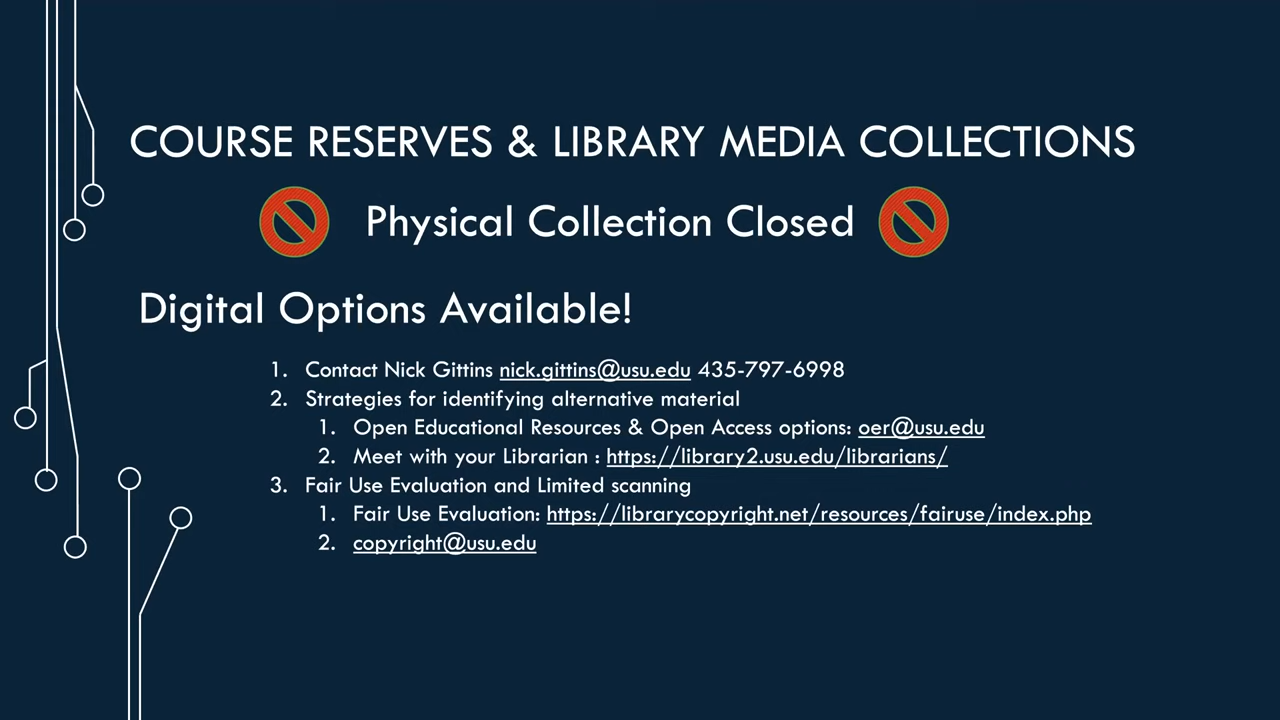 COURSE RESERVES & LIBRARY MEDIA COLLECTIONS
Physical Collection Closed
Digital Options Available!
1. Contact Nick Gittins nick.gittins@usu.edu 435-797-6998
2. Strategies for identifying alternative material
1. Open Educational Resources & Open Access options: oer@usu.edu
2. Meet with your Librarian : https://library2.usu.edu/librarians/
3. Fair Use Evaluation and Limited scanning
1. Fair Use Evaluation: https://librarycopyright.net/resources/fairuse/index.php
2. copyright@usu.edu